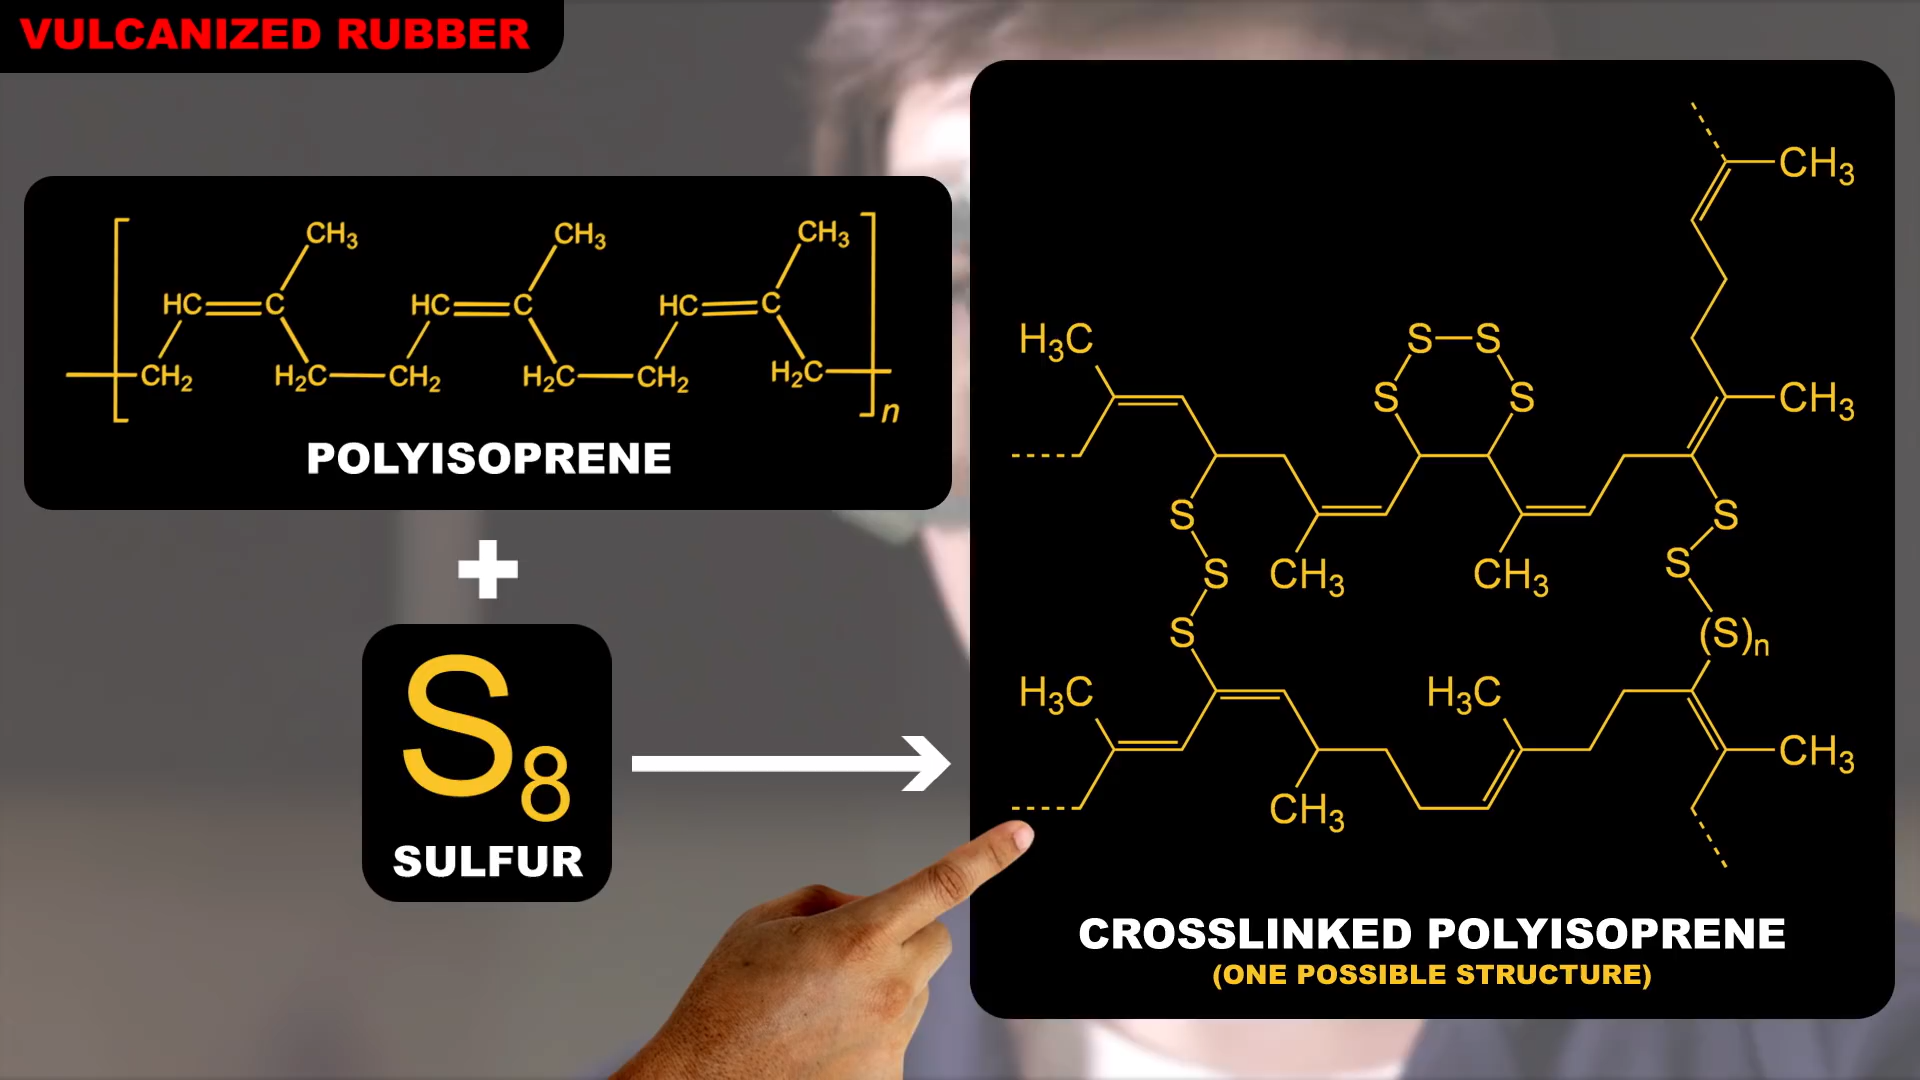 VULCANIZED RUBBER
CH₃ CH₃ CH₃
HC C HC C HC C
CH₂ H₂C CH₂ H₂C CH₂ H₂C
n
POLYISOPRENE
S₈
SULFUR
CH₃
H₃C S S
S S CH₃
S S
S CH₃ CH₃ S
S (S)n
H₃C H₃C
CH₃
CH₃
CROSSLINKED POLYISOPRENE
(ONE POSSIBLE STRUCTURE)